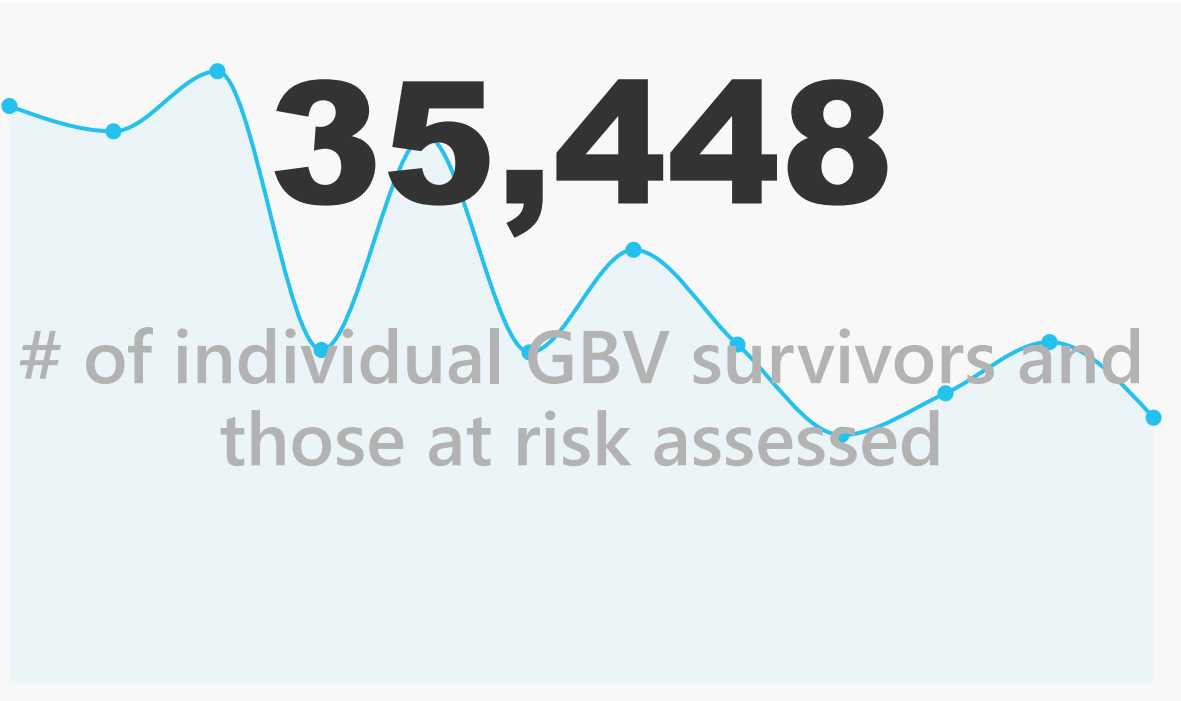 35,448
# of individual GBV survivors and
those at risk assessed